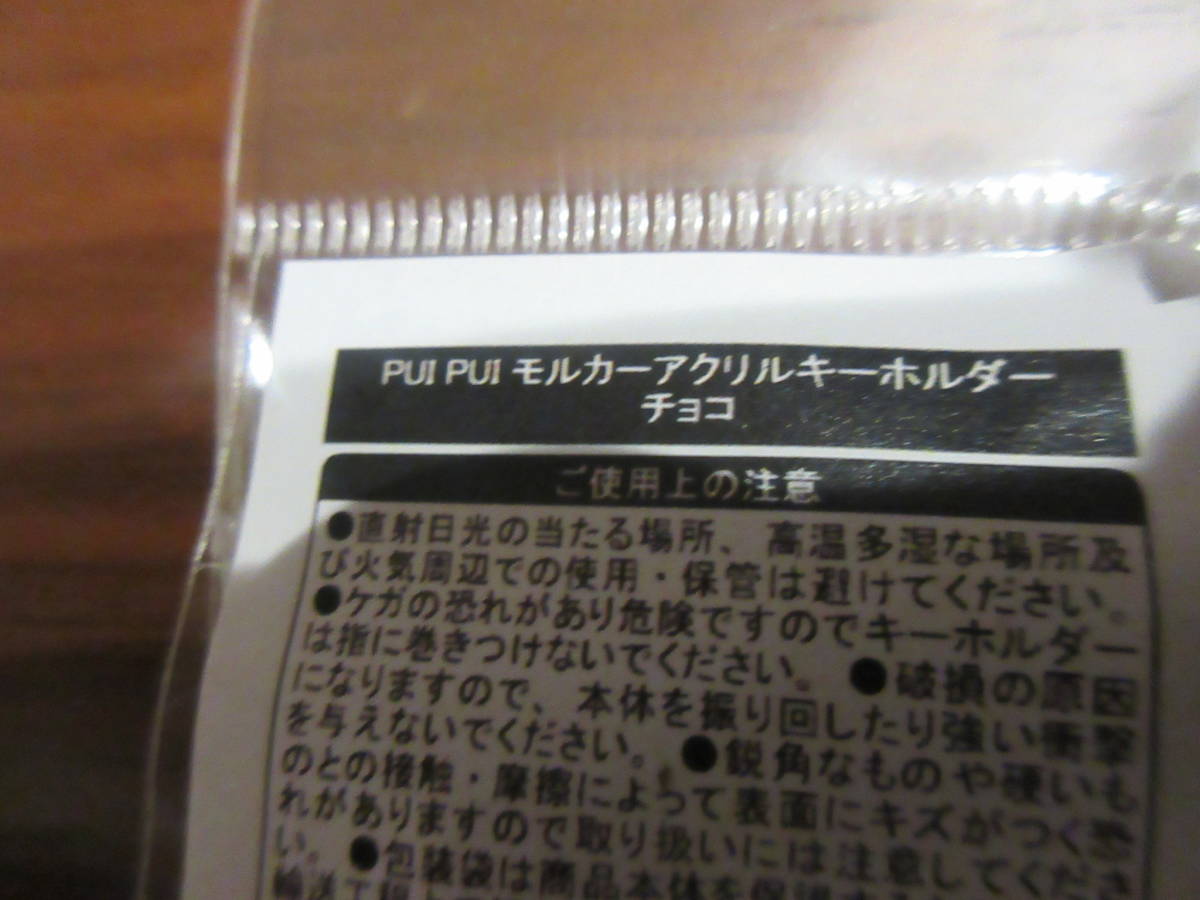 PUI PUI モルカーアクリルキーホルダー
チョコ
ご使用上の注意
●直射日光の当たる場所、高温多湿な場所及
び火気周辺での使用・保管は避けてください。
●ケガの恐れがあり危険ですのでキーホルダー
は指に巻きつけないでください。 ●破損の原因
になりますので、本体を振り回したり強い衝撃
を与えないでください。 ●鋭角なものや硬いも
のとの接触・摩擦によって表面にキズがつく恐
れがありますので取り扱いには注意してくださ
い。 ●包装袋は商品本体を保護する